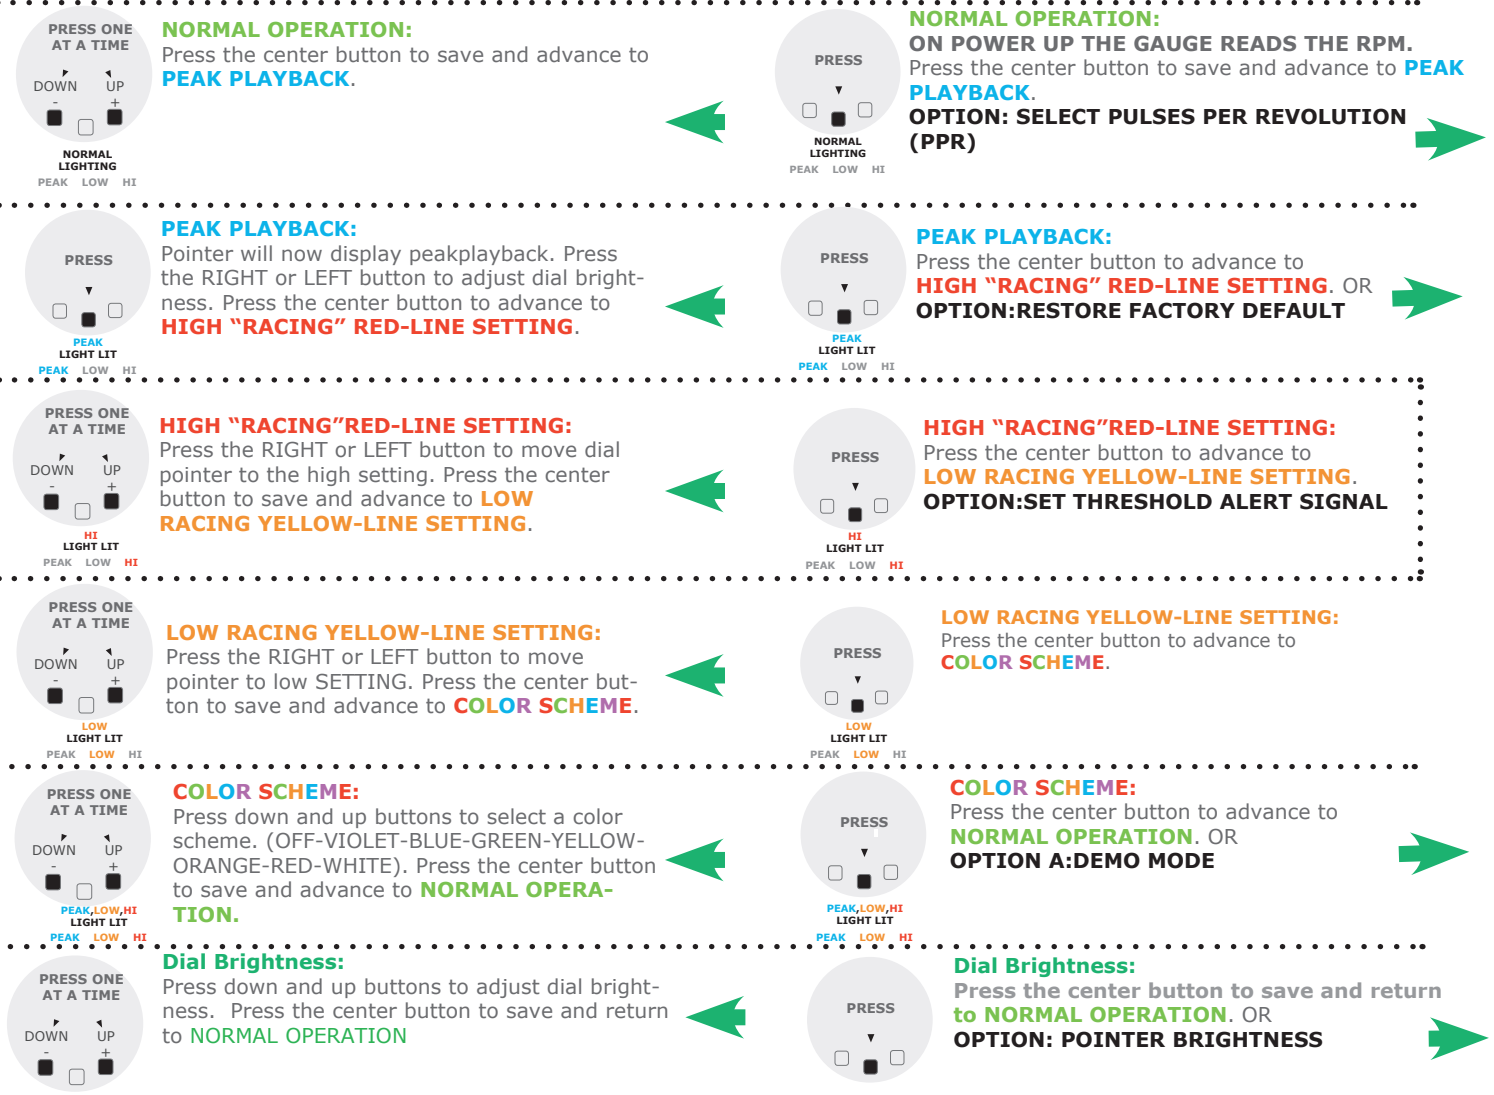 PRESS ONE
AT A TIME
DOWN UP
- +
NORMAL
LIGHTING
PEAK LOW HI
NORMAL OPERATION:
Press the center button to save and advance to
PEAK PLAYBACK.
PRESS
NORMAL
LIGHTING
PEAK LOW HI
NORMAL OPERATION:
ON POWER UP THE GAUGE READS THE RPM.
Press the center button to save and advance to PEAK
PLAYBACK.
OPTION: SELECT PULSES PER REVOLUTION
(PPR)
PRESS
PEAK
LIGHT LIT
PEAK LOW HI
PEAK PLAYBACK:
Pointer will now display peakplayback. Press
the RIGHT or LEFT button to adjust dial bright-
ness. Press the center button to advance to
HIGH “RACING” RED-LINE SETTING.
PRESS
PEAK
LIGHT LIT
PEAK LOW HI
PEAK PLAYBACK:
Press the center button to advance to
HIGH “RACING” RED-LINE SETTING. OR
OPTION:RESTORE FACTORY DEFAULT
PRESS ONE
AT A TIME
DOWN UP
- +
HI
LIGHT LIT
PEAK LOW HI
HIGH “RACING”RED-LINE SETTING:
Press the RIGHT or LEFT button to move dial
pointer to the high setting. Press the center
button to save and advance to LOW
RACING YELLOW-LINE SETTING.
PRESS
HI
LIGHT LIT
PEAK LOW HI
HIGH “RACING”RED-LINE SETTING:
Press the center button to advance to
LOW RACING YELLOW-LINE SETTING.
OPTION:SET THRESHOLD ALERT SIGNAL
PRESS ONE
AT A TIME
DOWN UP
- +
LOW
LIGHT LIT
PEAK LOW HI
LOW RACING YELLOW-LINE SETTING:
Press the RIGHT or LEFT button to move
pointer to low SETTING. Press the center but-
ton to save and advance to COLOR SCHEME.
PRESS
LOW
LIGHT LIT
PEAK LOW HI
LOW RACING YELLOW-LINE SETTING:
Press the center button to advance to
COLOR SCHEME.
PRESS ONE
AT A TIME
DOWN UP
- +
PEAK,LOW,HI
LIGHT LIT
PEAK LOW HI
COLOR SCHEME:
Press down and up buttons to select a color
scheme. (OFF-VIOLET-BLUE-GREEN-YELLOW-
ORANGE-RED-WHITE). Press the center button
to save and advance to NORMAL OPERA-
TION.
PRESS
PEAK,LOW,HI
LIGHT LIT
PEAK LOW HI
COLOR SCHEME:
Press the center button to advance to
NORMAL OPERATION. OR
OPTION A:DEMO MODE
PRESS ONE
AT A TIME
DOWN UP
- +
Dial Brightness:
Press down and up buttons to adjust dial bright-
ness. Press the center button to save and return
to NORMAL OPERATION
PRESS
Dial Brightness:
Press the center button to save and return
to NORMAL OPERATION. OR
OPTION: POINTER BRIGHTNESS